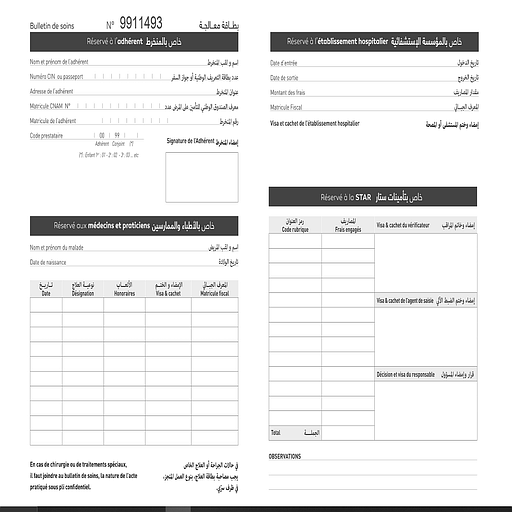 Bulletin de soins N° 9911493 بطاقة معالجة
Réservé à l'adhérent خاص بالمنخرط
Nom et prénom de l'adhérent اسم و لقب المنخرط
Numéro CIN ou passeport عدد بطاقة التعريف الوطنية أو جواز السفر
Adresse de l'adhérent عنوان المنخرط
Matricule CNAM N° معرف الصندوق الوطني للتأمين على المرض عدد
Matricule de l'adhérent رقم المنخرط
Code prestataire 00 99
Adhérent Conjoint (*)
(*) : Enfant 1er : 01 - 2 : 02 - 3 : 03 ... etc
Signature de l'Adhérent إمضاء المنخرط
Réservé aux médecins et praticiens خاص بالأطباء والممارسين
Nom et prénom du malade اسم و لقب المريض
Date de naissance تاريخ الولادة
تاريخ نوعية العلاج الأتعاب الإمضاء و الختم المعرف الجبائي
Date Désignation Honoraires Visa & cachet Matricule fiscal
En cas de chirurgie ou de traitements spéciaux,
il faut joindre au bulletin de soins, la nature de l'acte
pratiqué sous pli confidentiel.
في حالات الجراحة أو العلاج الخاص
يجب مصاحبة بطاقة العلاج، بنوع العمل المنجز،
في ظرف سري.
Réservé à l'établissement hospitalier خاص بالمؤسسة الإستشفائية
Date d'entrée تاريخ الدخول
Date de sortie تاريخ الخروج
Montant des frais مقدار المصاريف
Matricule Fiscal المعرف الجبائي
Visa et cachet de l'établissement hospitalier إمضاء وختم المستشفى أو المصحة
Réservé à la STAR خاص بتأمينات ستار
رمز العنوان المصاريف
Code rubrique Frais engagés
Visa & cachet du vérificateur إمضاء وخاتم المراقب
Visa & cachet de l'agent de saisie إمضاء وختم الضبط الآلي
Décision et visa du responsable قرار وإمضاء المسؤول
Total الجملة
OBSERVATIONS